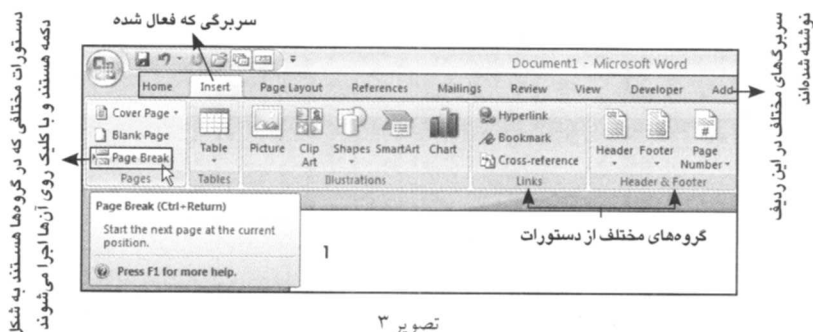 سربرگی که فعال شده
سربرگ‌های مختلف در این ردیف
نوشته شده‌اند
دستورات مختلفی که در گروه‌ها هستند به شکل
دکمه هستند و با کلیک روی آن‌ها اجرا می‌شوند
Document1 - Microsoft Word
Home Insert Page Layout References Mailings Review View Developer Add
Cover Page
Blank Page
Page Break
Pages
Table
Tables
Picture Clip Art Shapes SmartArt Chart
Illustrations
Hyperlink
Bookmark
Cross-reference
Links
Header Footer Page Number
Header & Footer
Page Break (Ctrl+Return)
Start the next page at the current
position.
Press F1 for more help.
1
گروه‌های مختلف از دستورات
تصویر ۳